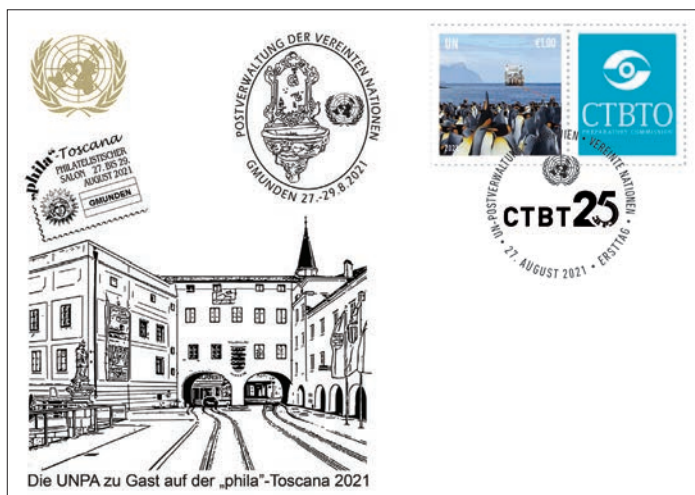 POSTVERWALTUNG DER VEREINTEN NATIONEN
GMUNDEN 27.-29.8.2021
„phila"-Toscana
PHILATELISTISCHER
SALON 27. BIS 29.
AUGUST 2021
GMUNDEN
UN
€1,00
2021
CTBTO
PREPARATORY COMMISSION
UN-POSTVERWALTUNG WIEN • VEREINTE NATIONEN
CTBT25
• 27. AUGUST 2021 • ERSTTAG •
Die UNPA zu Gast auf der „phila"-Toscana 2021